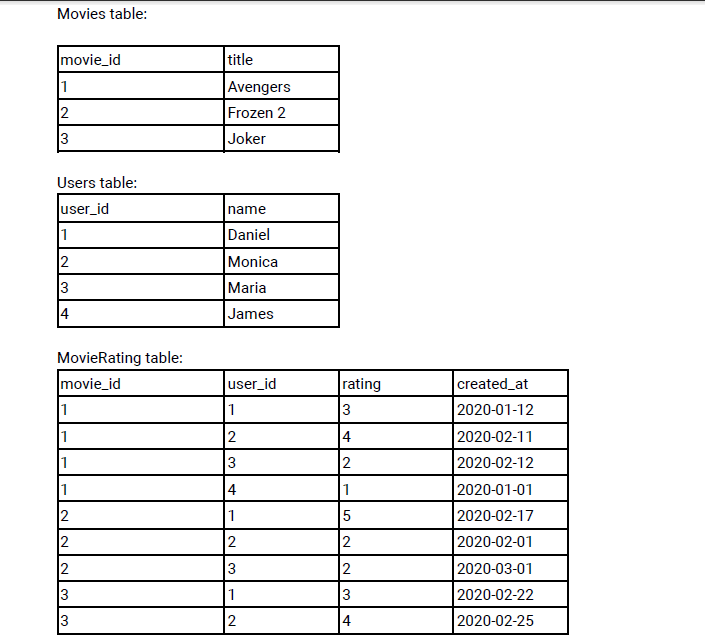 Movies table:
movie_id title
1 Avengers
2 Frozen 2
3 Joker
Users table:
user_id name
1 Daniel
2 Monica
3 Maria
4 James
MovieRating table:
movie_id user_id rating created_at
1 1 3 2020-01-12
1 2 4 2020-02-11
1 3 2 2020-02-12
1 4 1 2020-01-01
2 1 5 2020-02-17
2 2 2 2020-02-01
2 3 2 2020-03-01
3 1 3 2020-02-22
3 2 4 2020-02-25